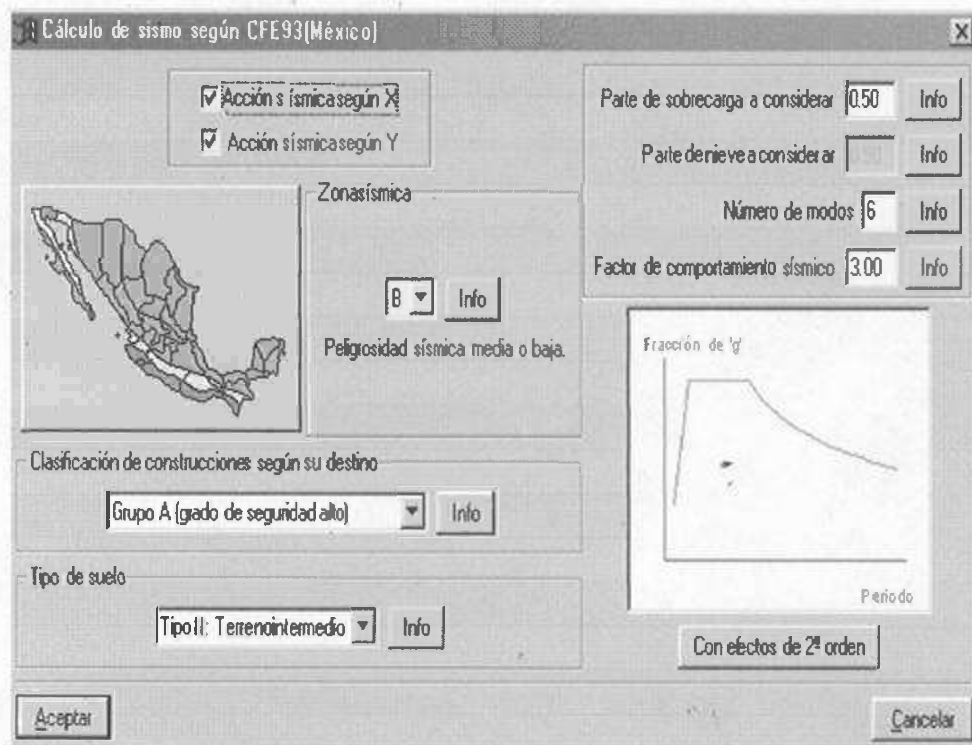 Cálculo de sismo según CFE93(México)
Acción sísmica según X
Acción sísmica según Y
Parte de sobrecarga a considerar 0.50 Info
Parte de nieve a considerar 0.50 Info
Número de modos 6 Info
Factor de comportamiento sísmico 3.00 Info
Zona sísmica
B Info
Peligrosidad sísmica media o baja.
Fracción de 'g'
Periodo
Clasificación de construcciones según su destino
Grupo A (grado de seguridad alto) Info
Tipo de suelo
Tipo II: Terreno intermedio Info
Con efectos de 2ª orden
Aceptar
Cancelar